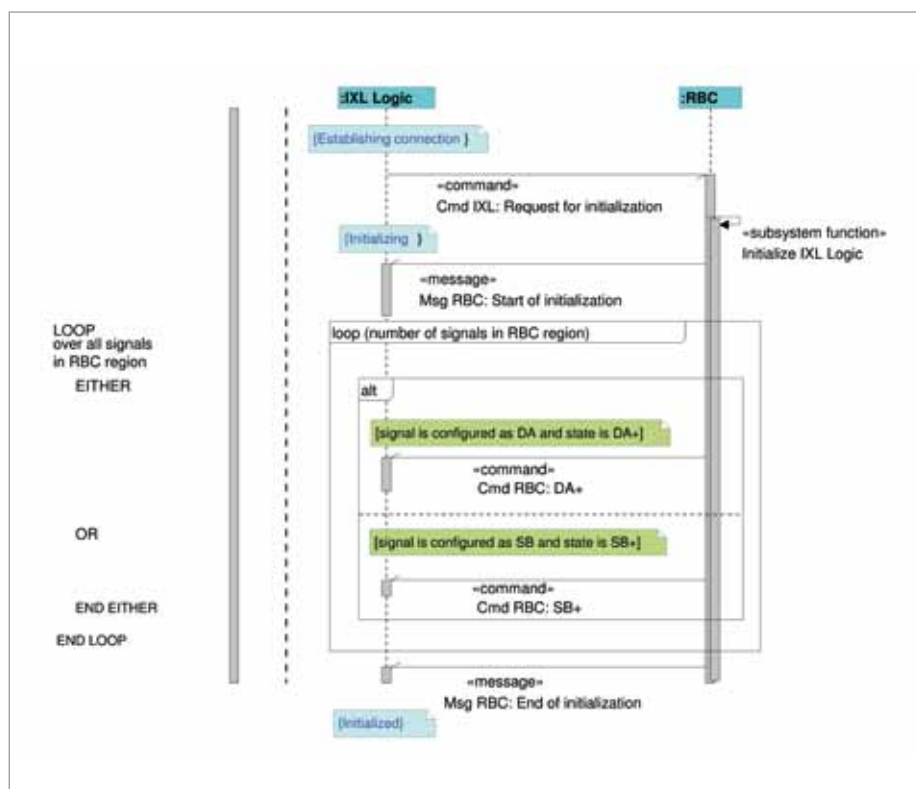 :IXL Logic
:RBC
{Establishing connection }
«command»
Cmd IXL: Request for initialization
«subsystem function»
Initialize IXL Logic
{Initializing }
«message»
Msg RBC: Start of initialization
LOOP
over all signals
in RBC region
loop (number of signals in RBC region)
EITHER
alt
[signal is configured as DA and state is DA+]
«command»
Cmd RBC: DA+
OR
[signal is configured as SB and state is SB+]
«command»
Cmd RBC: SB+
END EITHER
END LOOP
«message»
Msg RBC: End of initialization
{Initialized}